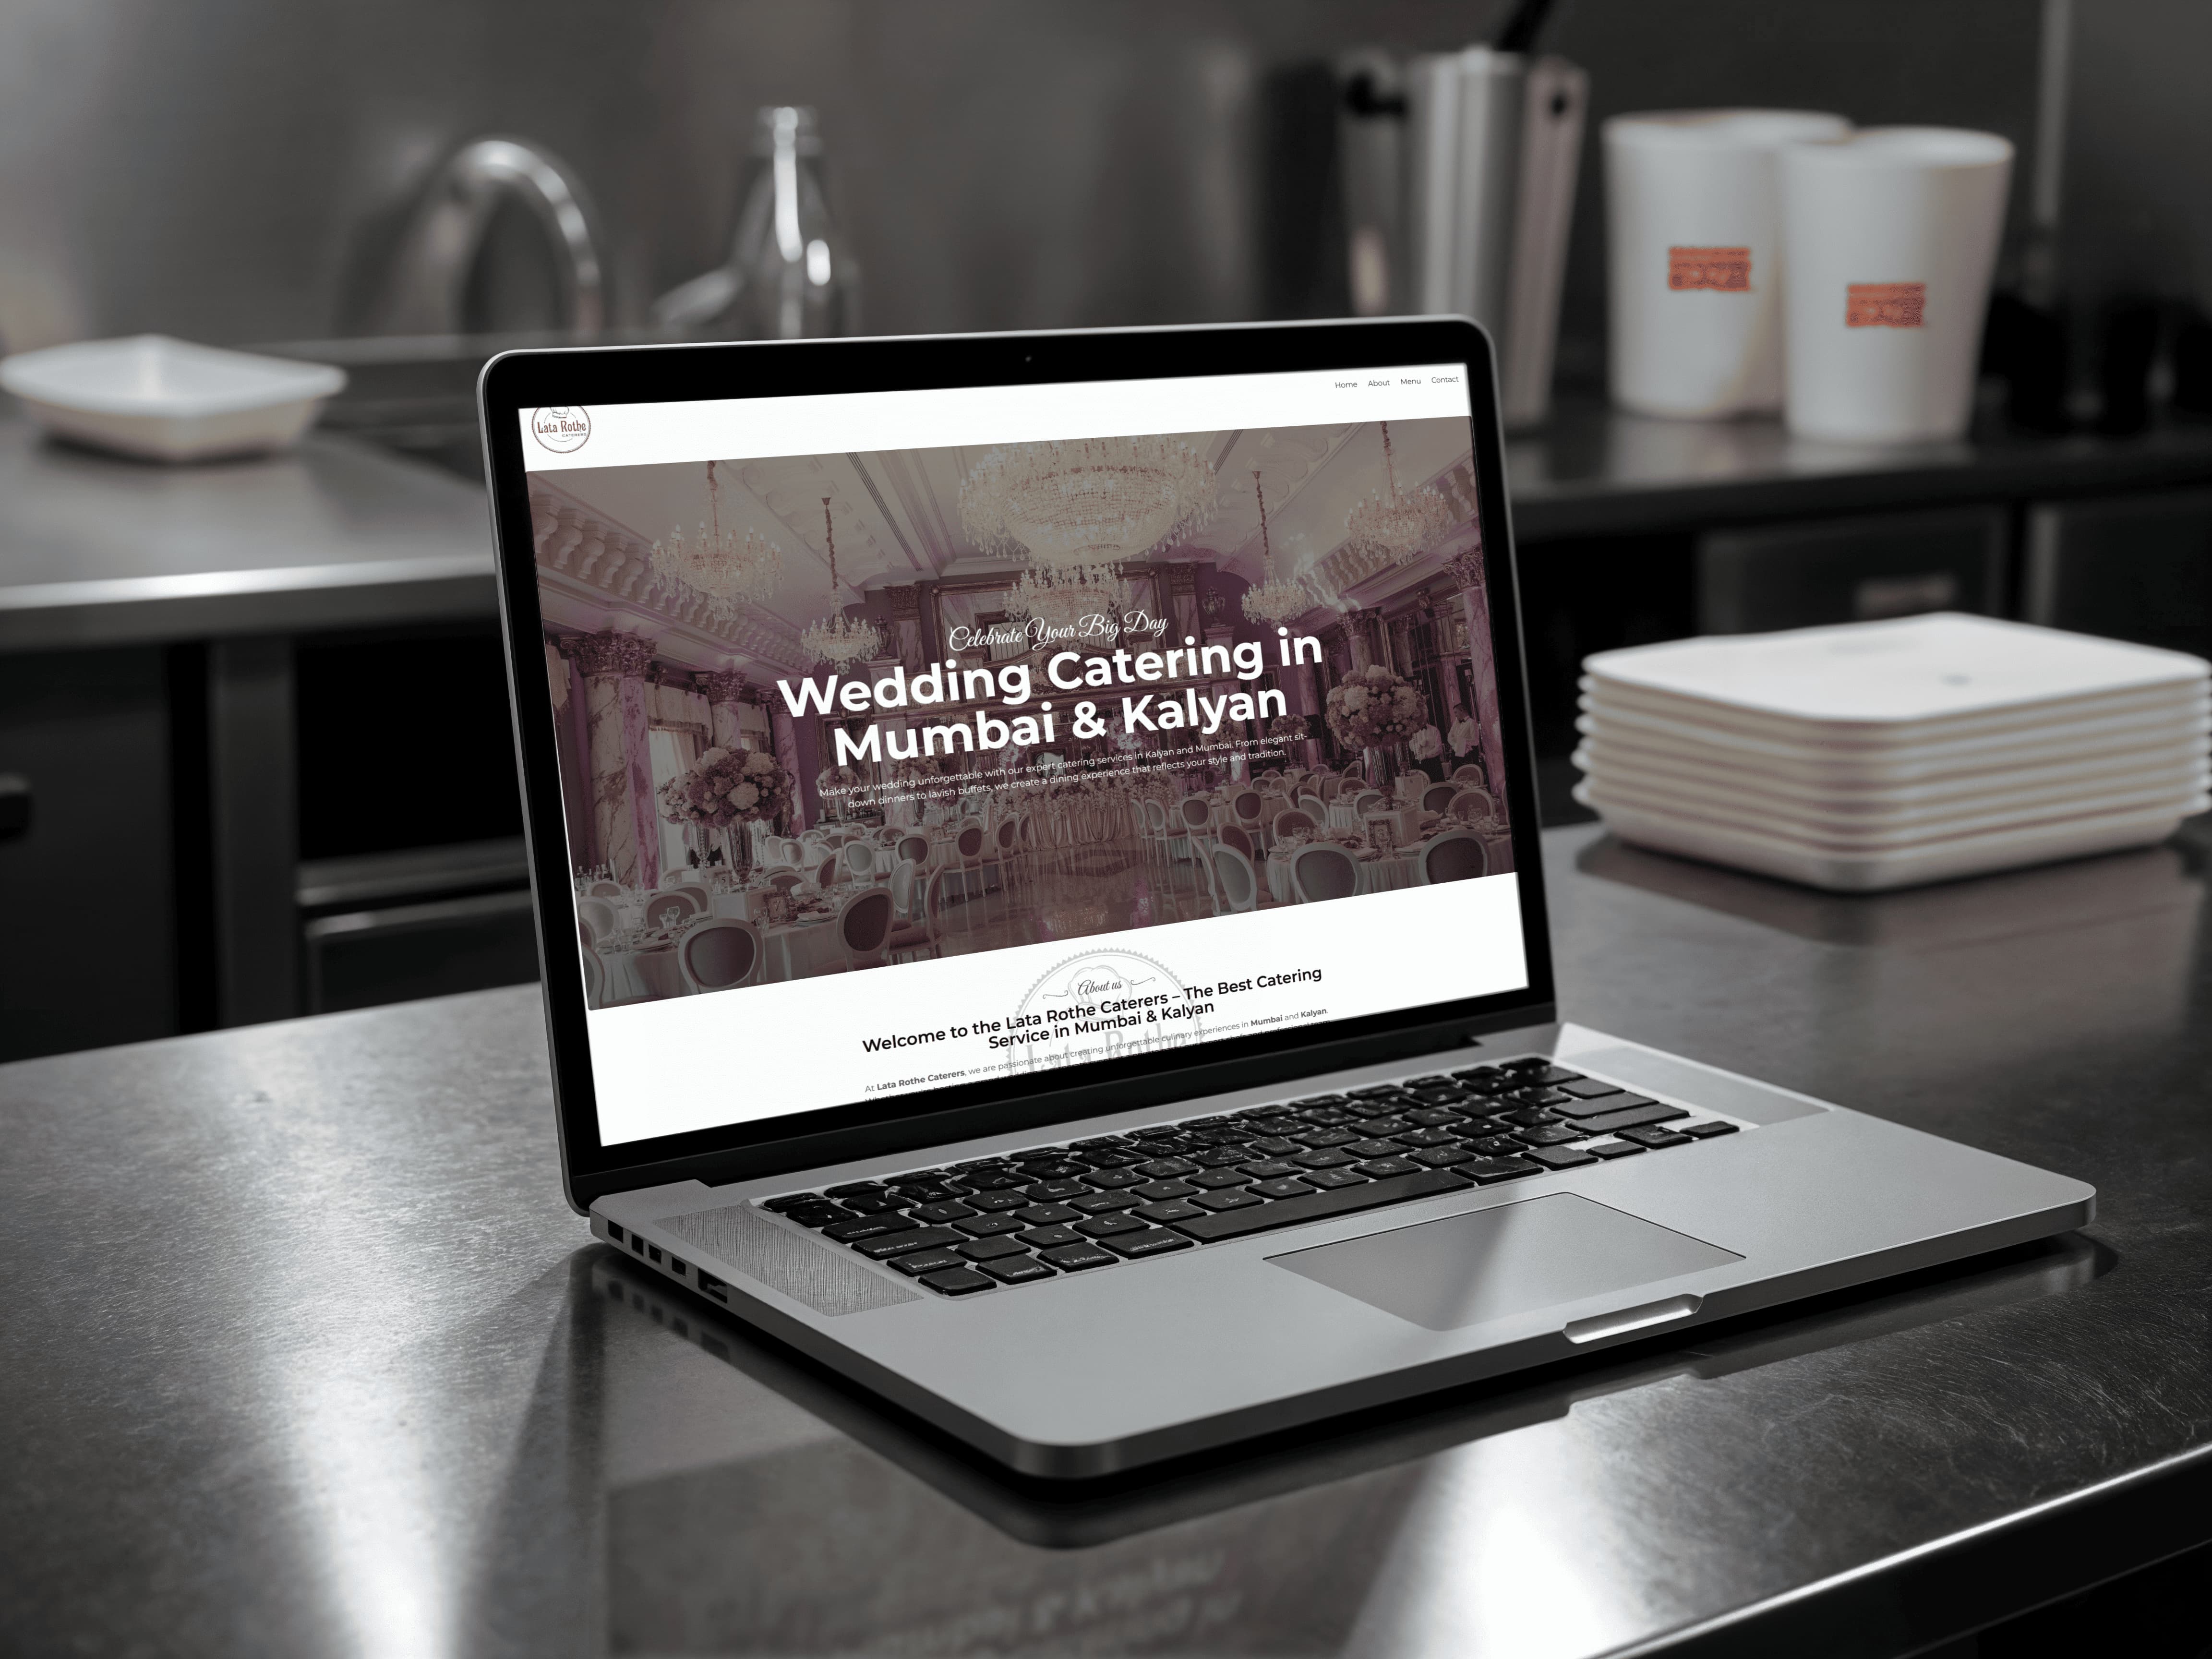 Home About Menu Contact
Lata Rothe
CATERERS
Celebrate Your Big Day
Wedding Catering in
Mumbai & Kalyan
Make your wedding unforgettable with our expert catering services in Kalyan and Mumbai. From elegant sit-
down dinners to lavish buffets, we create a dining experience that reflects your style and tradition.
About us
Welcome to the Lata Rothe Caterers – The Best Catering
Service in Mumbai & Kalyan
At Lata Rothe Caterers, we are passionate about creating unforgettable culinary experiences in Mumbai and Kalyan.
Lata Rothe